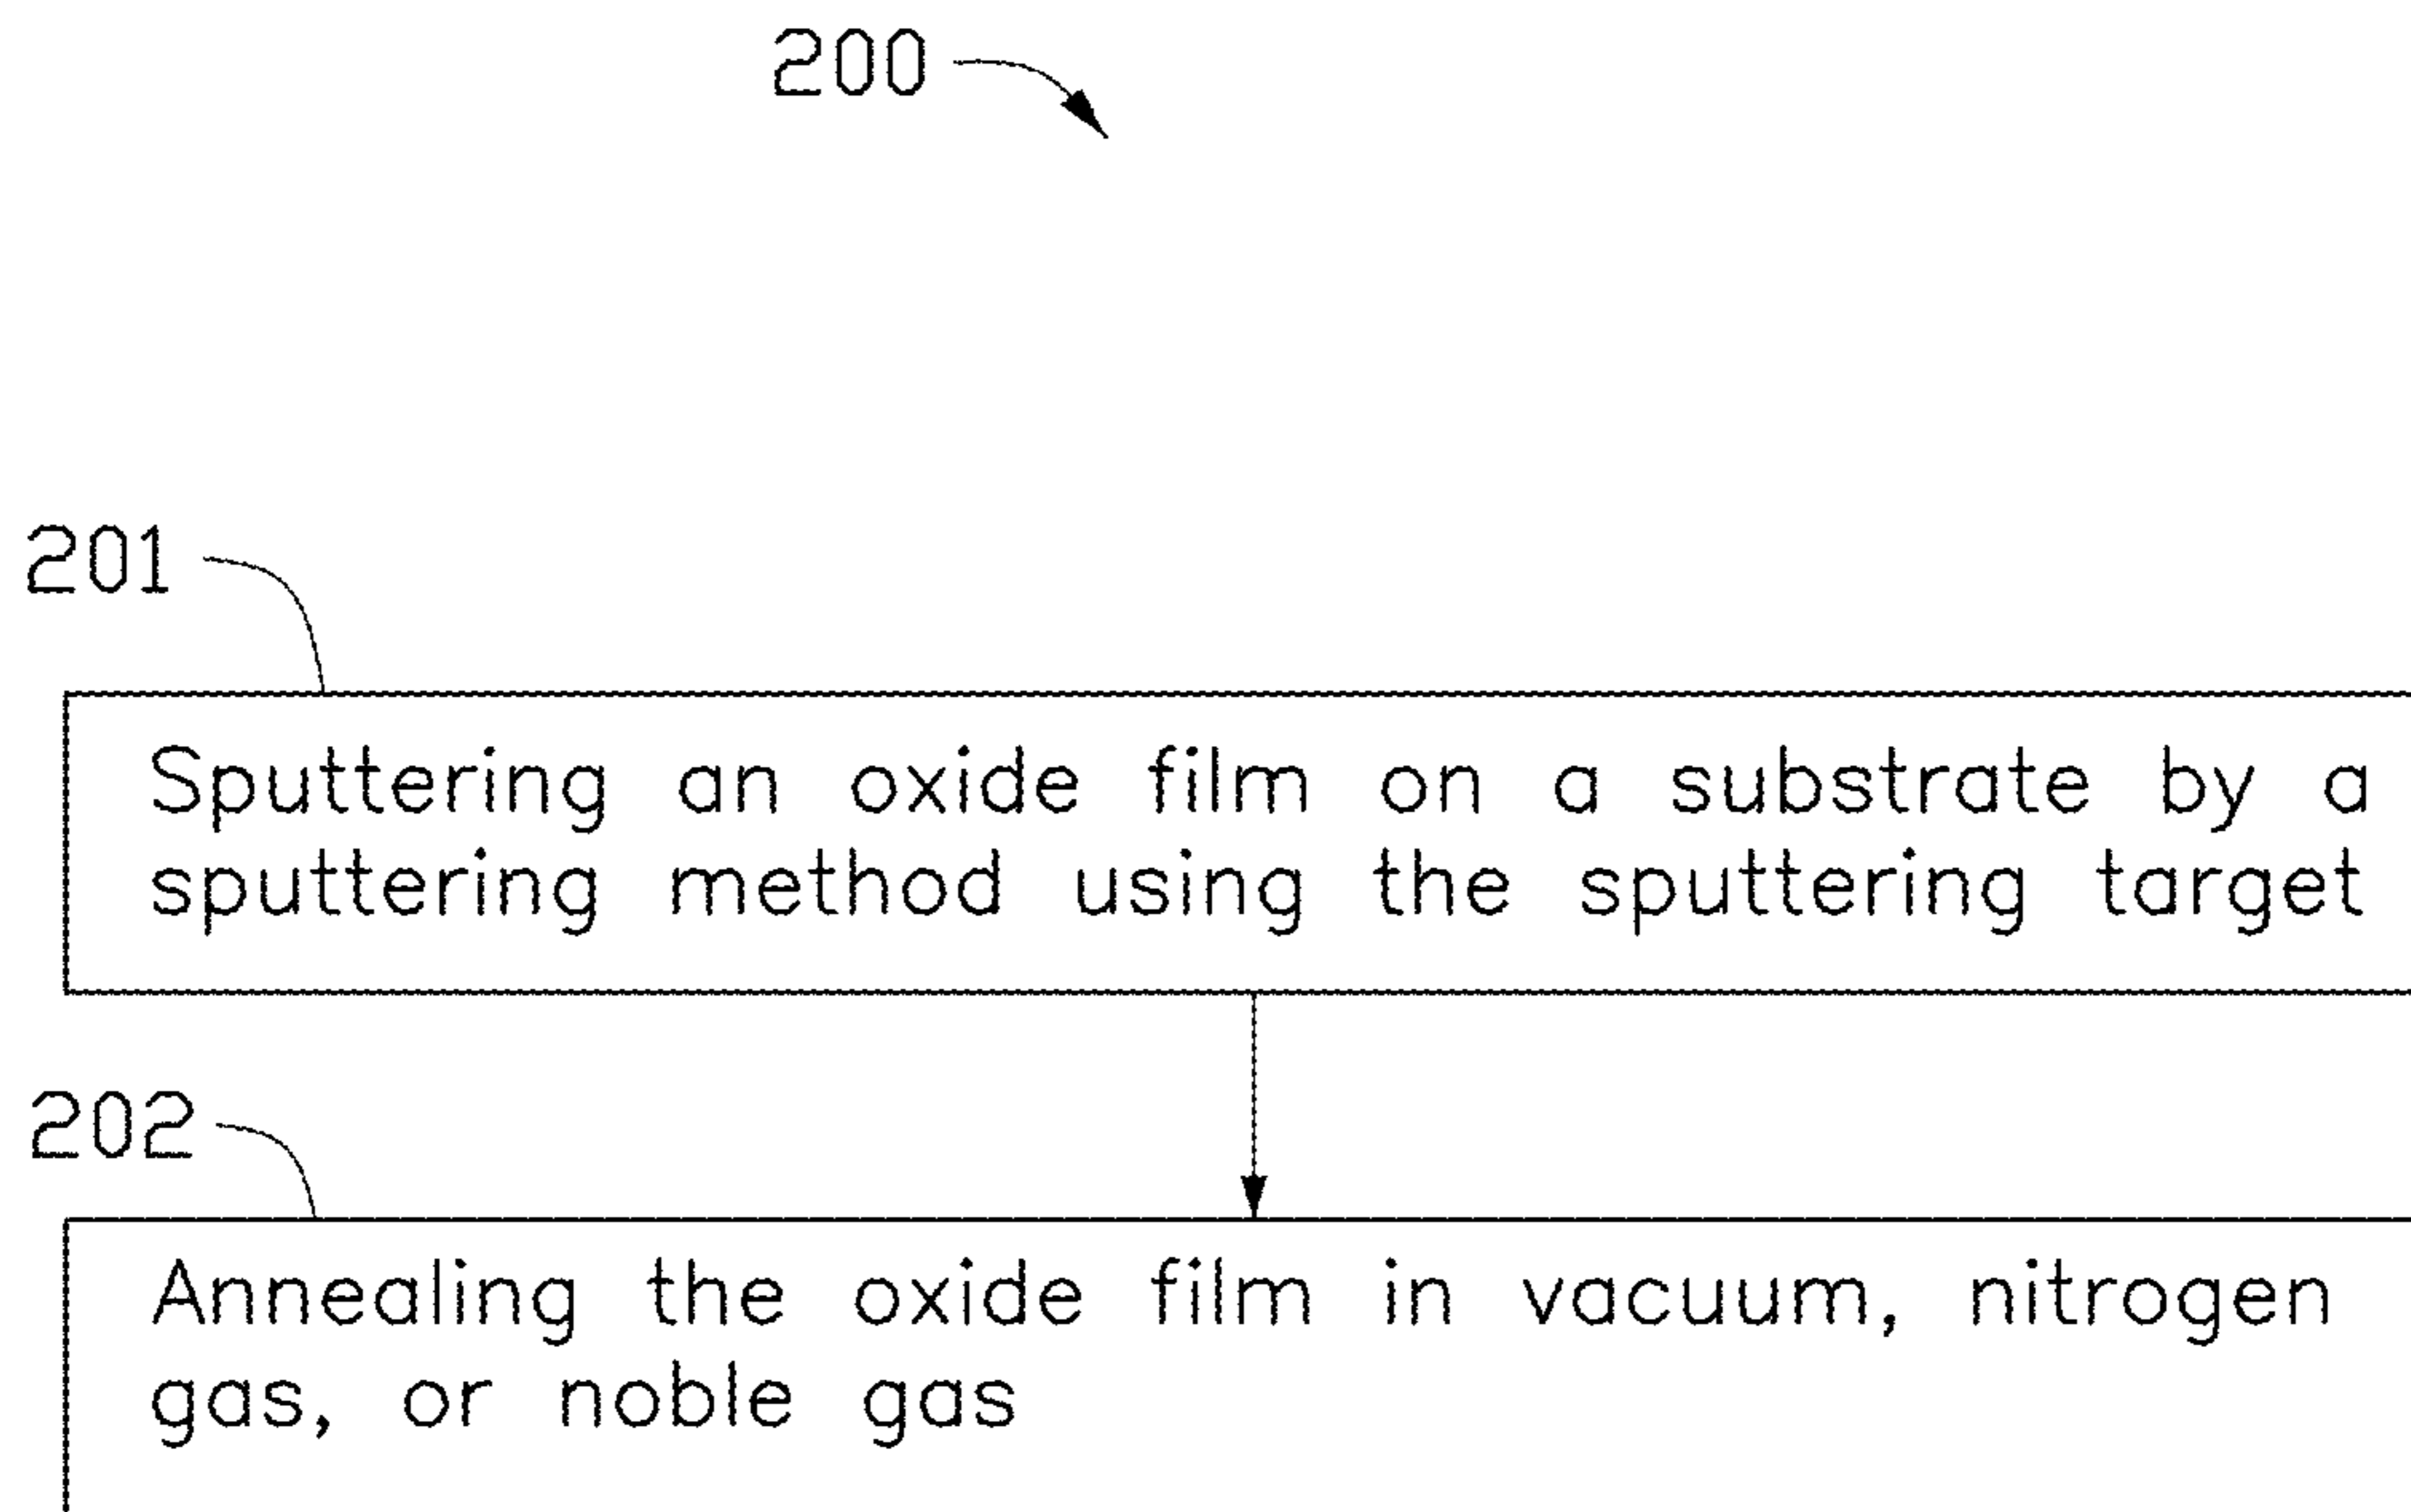 200
201
Sputtering an oxide film on a substrate by a
sputtering method using the sputtering target
202
Annealing the oxide film in vacuum, nitrogen
gas, or noble gas